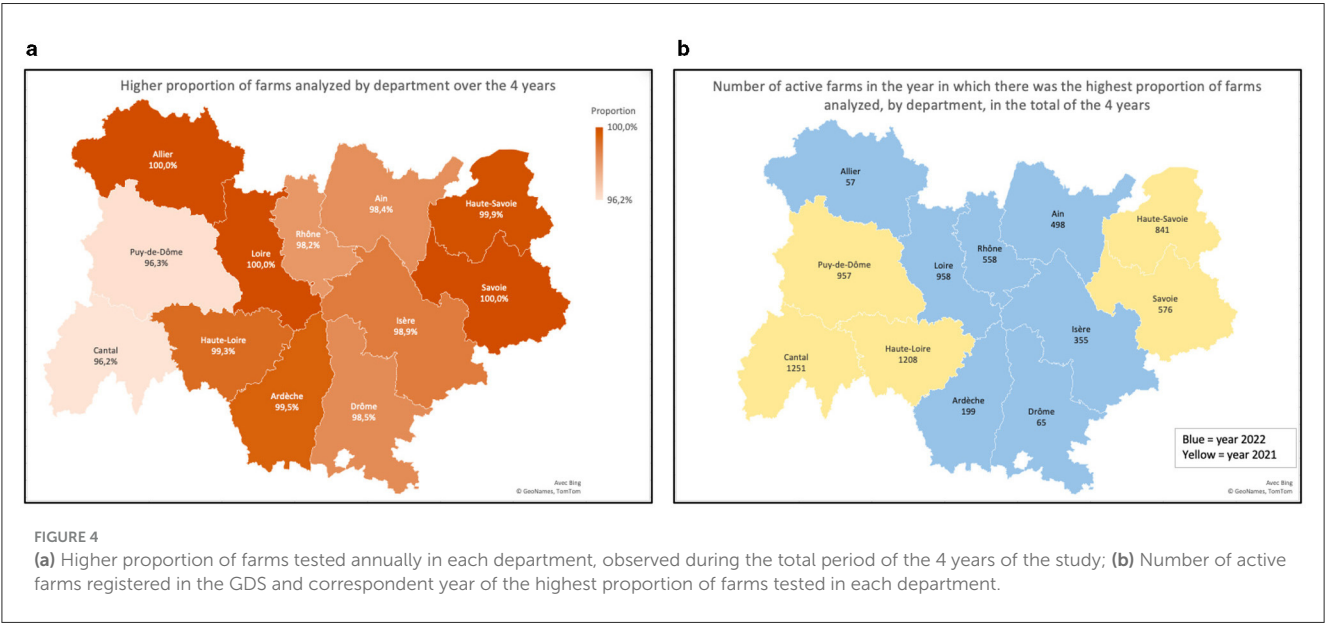 a
Higher proportion of farms analyzed by department over the 4 years
Proportion
100,0%
96,2%
Allier
100,0%
Ain
98,4%
Haute-Savoie
99,9%
Rhône
98,2%
Puy-de-Dôme
96,3%
Loire
100,0%
Savoie
100,0%
Isère
98,9%
Haute-Loire
99,3%
Cantal
96,2%
Ardèche
99,5%
Drôme
98,5%
Avec Bing
© GeoNames, TomTom
b
Number of active farms in the year in which there was the highest proportion of farms
analyzed, by department, in the total of the 4 years
Allier
57
Ain
498
Haute-Savoie
841
Rhône
558
Puy-de-Dôme
957
Loire
958
Savoie
576
Isère
355
Haute-Loire
1208
Cantal
1251
Ardèche
199
Drôme
65
Blue = year 2022
Yellow = year 2021
Avec Bing
© GeoNames, TomTom
FIGURE 4
(a) Higher proportion of farms tested annually in each department, observed during the total period of the 4 years of the study; (b) Number of active
farms registered in the GDS and correspondent year of the highest proportion of farms tested in each department.